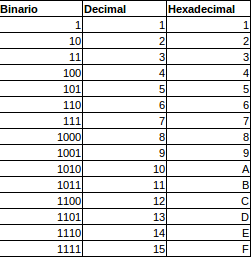 Binario Decimal Hexadecimal
1 1 1
10 2 2
11 3 3
100 4 4
101 5 5
110 6 6
111 7 7
1000 8 8
1001 9 9
1010 10 A
1011 11 B
1100 12 C
1101 13 D
1110 14 E
1111 15 F